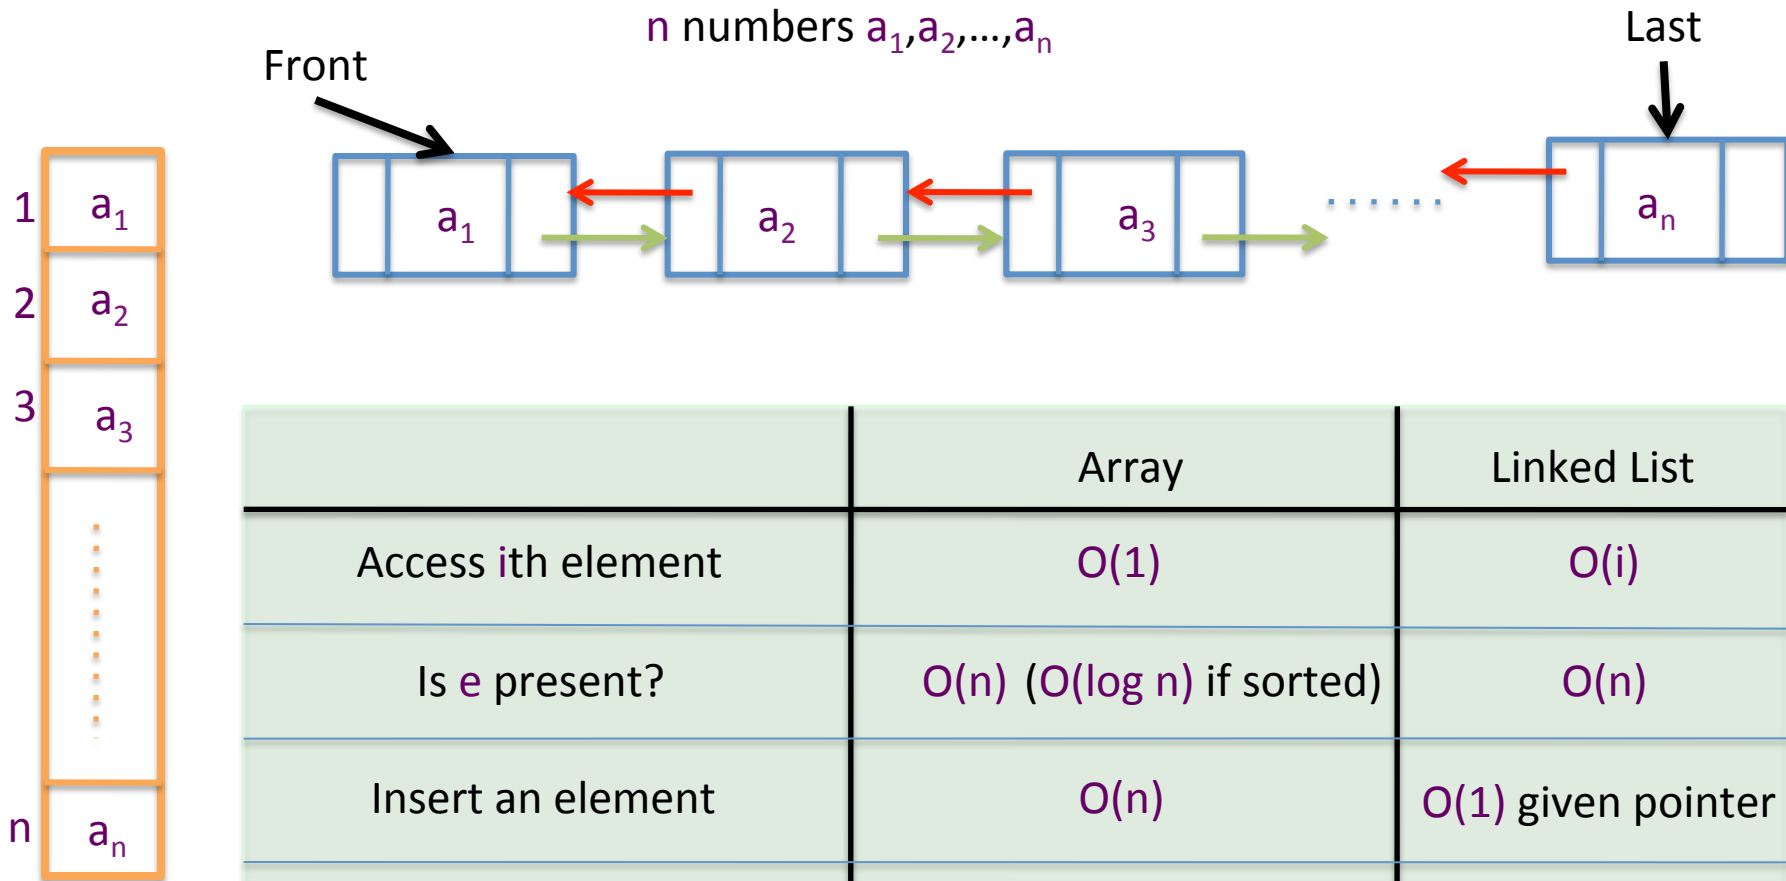 n numbers a₁,a₂,...,aₙ
Front
Last
a₁ a₂ a₃ ...... aₙ
1 a₁
2 a₂
3 a₃
n aₙ
Array Linked List
Access ith element O(1) O(i)
Is e present? O(n) (O(log n) if sorted) O(n)
Insert an element O(n) O(1) given pointer